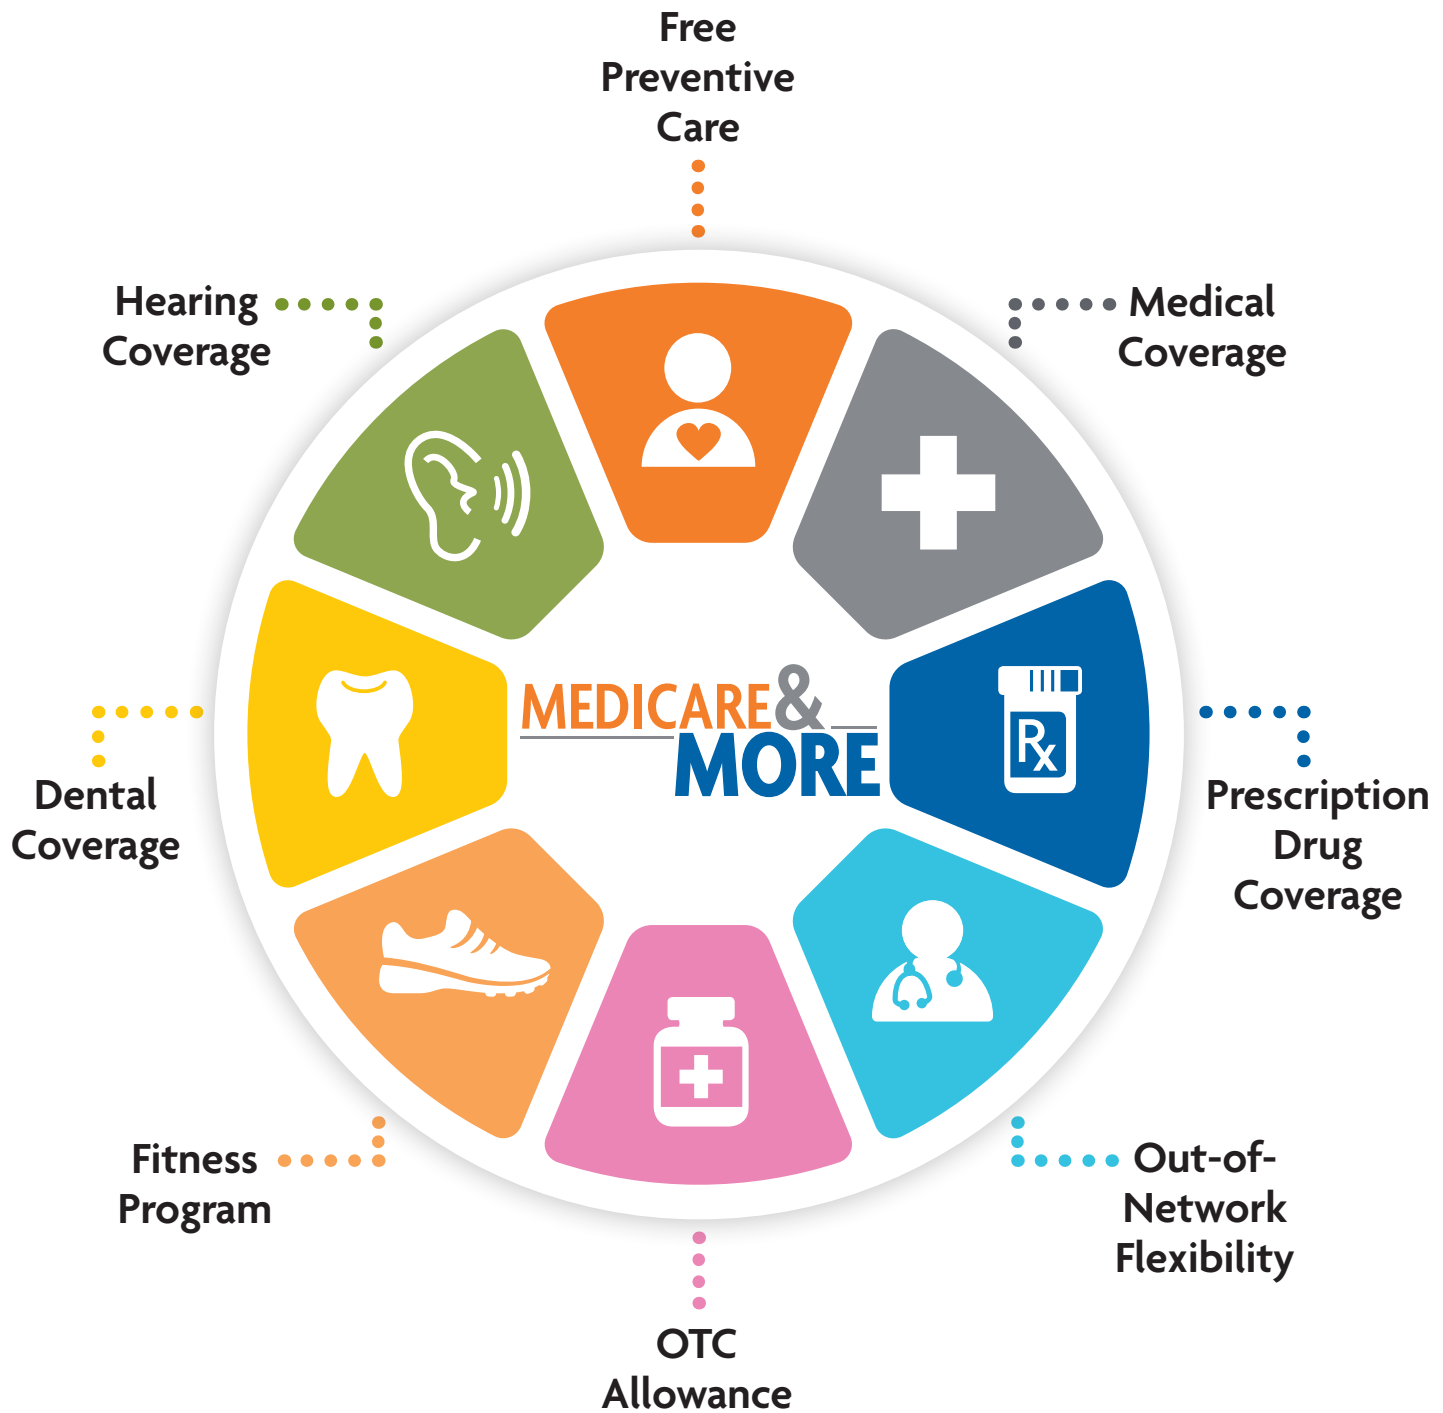 Free
Preventive
Care
Hearing
Coverage
Medical
Coverage
MEDICARE&
MORE
Rx
Dental
Coverage
Prescription
Drug
Coverage
Fitness
Program
Out-of-
Network
Flexibility
OTC
Allowance